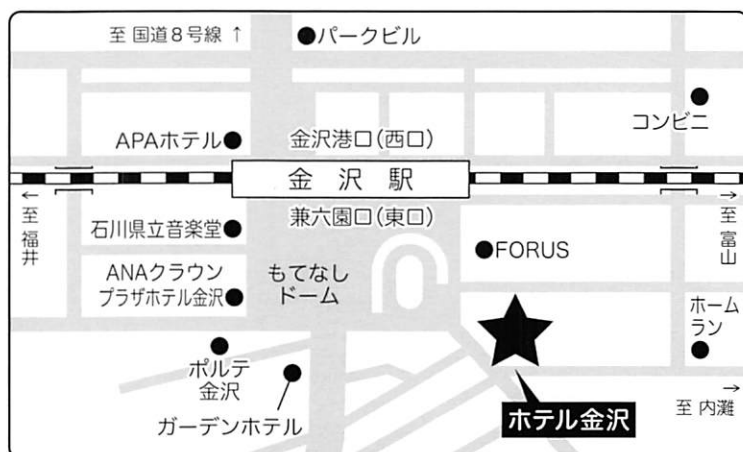 至 国道8号線 ↑
パークビル
コンビニ
APAホテル
金沢港口(西口)
金沢駅
←至 福井
兼六園口(東口)
→至 富山
石川県立音楽堂
FORUS
ANAクラウン
プラザホテル金沢
もてなし
ドーム
ホーム
ラン
ポルテ
金沢
ガーデンホテル
ホテル金沢
→
至 内灘